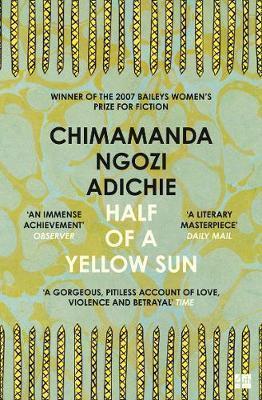 WINNER OF THE 2007 BAILEYS WOMEN'S
PRIZE FOR FICTION
CHIMAMANDA
NGOZI
ADICHIE
'AN IMMENSE
ACHIEVEMENT'
OBSERVER
HALF
OF A
YELLOW SUN
'A LITERARY
MASTERPIECE'
DAILY MAIL
'A GORGEOUS, PITILESS ACCOUNT OF LOVE,
VIOLENCE AND BETRAYAL' TIME